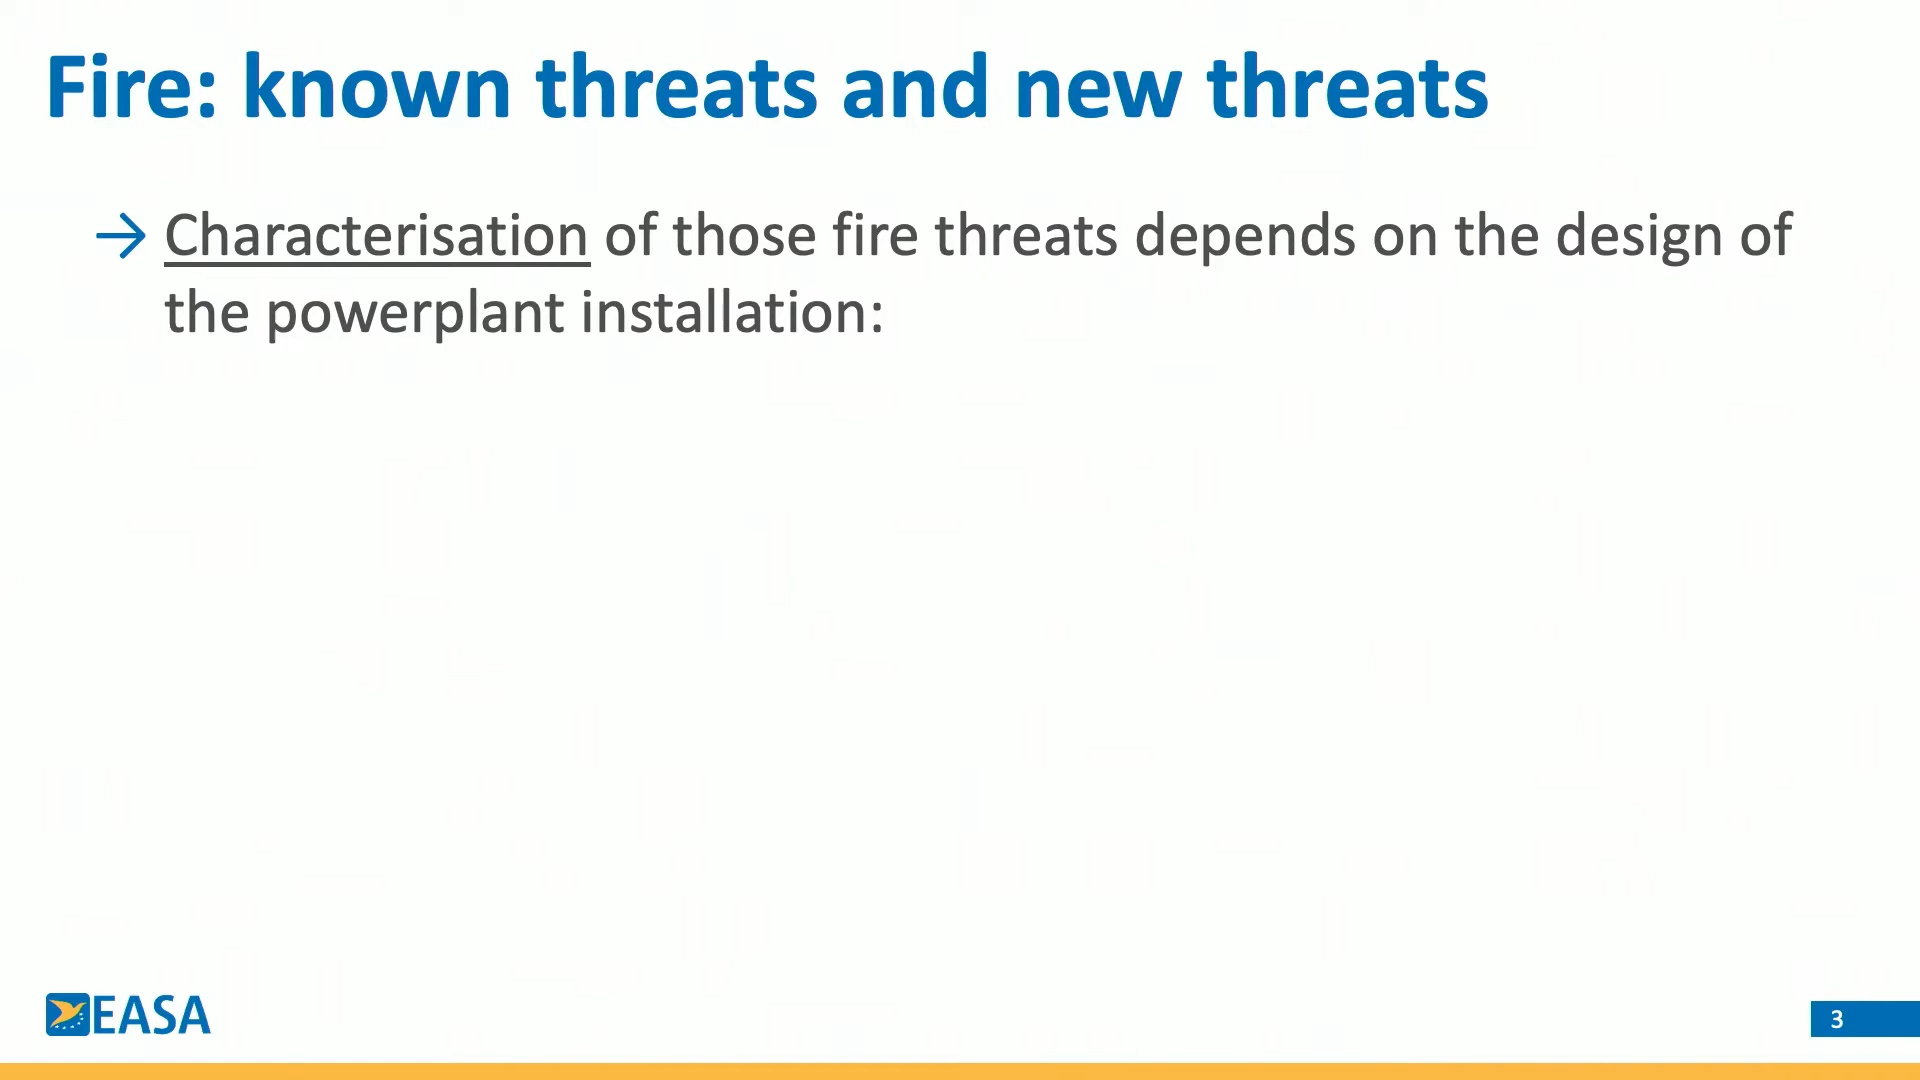 Fire: known threats and new threats
→ Characterisation of those fire threats depends on the design of
the powerplant installation:
EASA
3